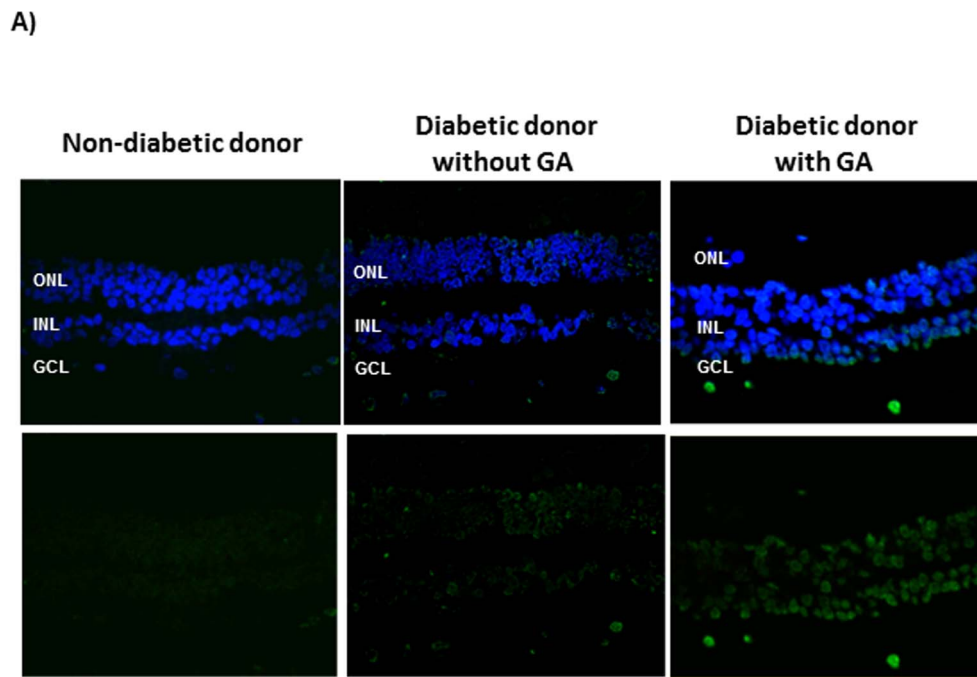 A)
Non-diabetic donor
Diabetic donor
without GA
Diabetic donor
with GA
ONL
INL
GCL
ONL
INL
GCL
ONL
INL
GCL